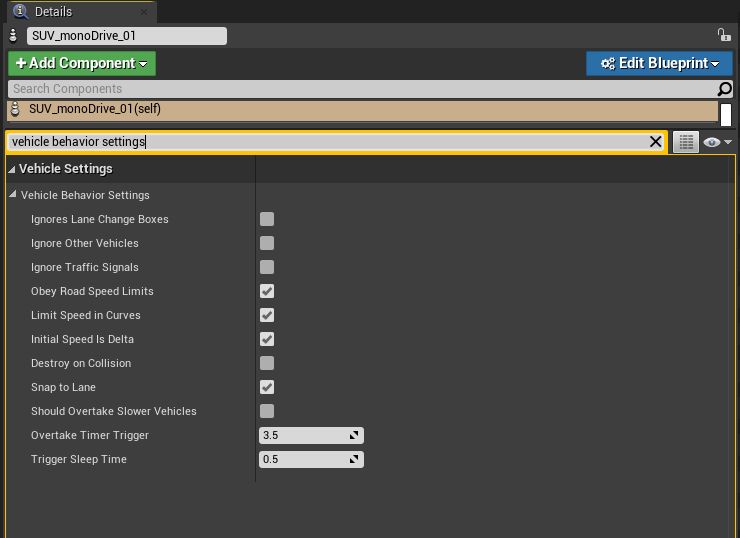 Details
SUV_monoDrive_01
+ Add Component
Edit Blueprint
Search Components
SUV_monoDrive_01(self)
vehicle behavior settings
Vehicle Settings
Vehicle Behavior Settings
Ignores Lane Change Boxes
Ignore Other Vehicles
Ignore Traffic Signals
Obey Road Speed Limits
Limit Speed in Curves
Initial Speed Is Delta
Destroy on Collision
Snap to Lane
Should Overtake Slower Vehicles
Overtake Timer Trigger 3.5
Trigger Sleep Time 0.5